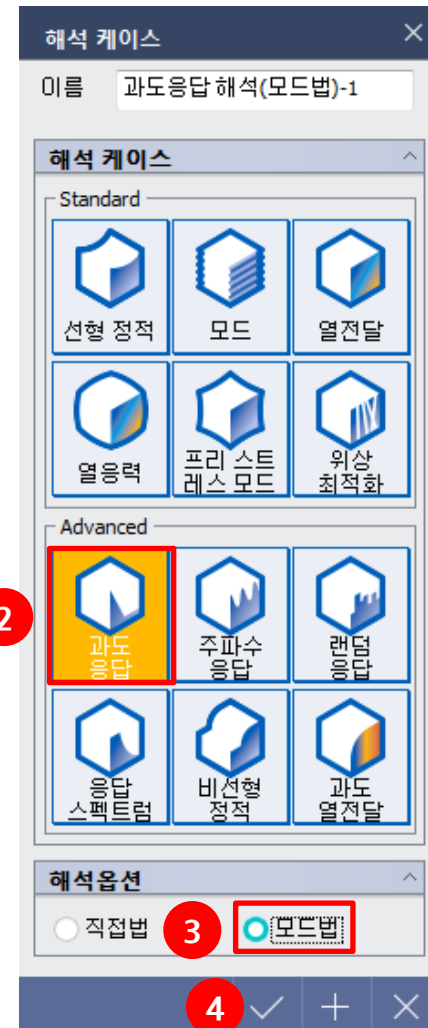 해석 케이스
이름 과도응답 해석(모드법)-1
해석 케이스
Standard
선형 정적 모드 열전달
열응력 프리 스트 위상
레스 모드 최적화
Advanced
2
과도 주파수 랜덤
응답 응답 응답
응답 비선형 과도
스펙트럼 정적 열전달
해석옵션
직접법 3 모드법
4